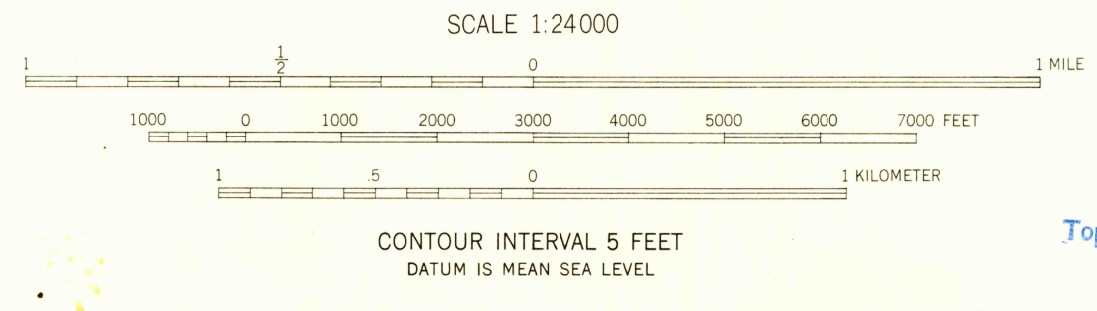 SCALE 1:24000
1 1/2 0 1 MILE
1000 0 1000 2000 3000 4000 5000 6000 7000 FEET
1 .5 0 1 KILOMETER
CONTOUR INTERVAL 5 FEET
DATUM IS MEAN SEA LEVEL